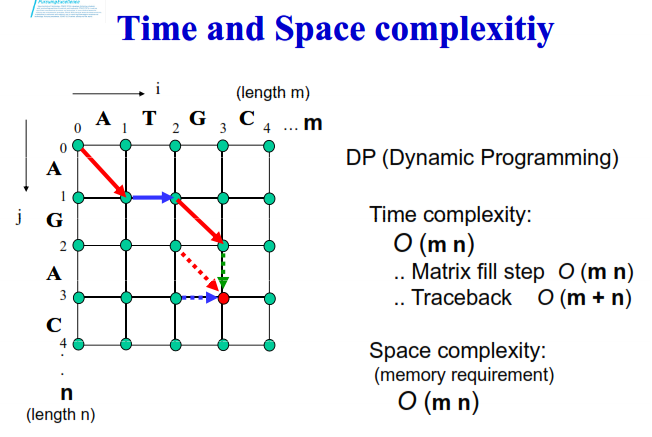 Time and Space complexitiy
i
(length m)
A T G C ... m
0 1 2 3 4
0
A
1
j
G
2
A
3
C
4
.
.
n
(length n)
DP (Dynamic Programming)
Time complexity:
O (m n)
.. Matrix fill step O (m n)
.. Traceback O (m + n)
Space complexity:
(memory requirement)
O (m n)